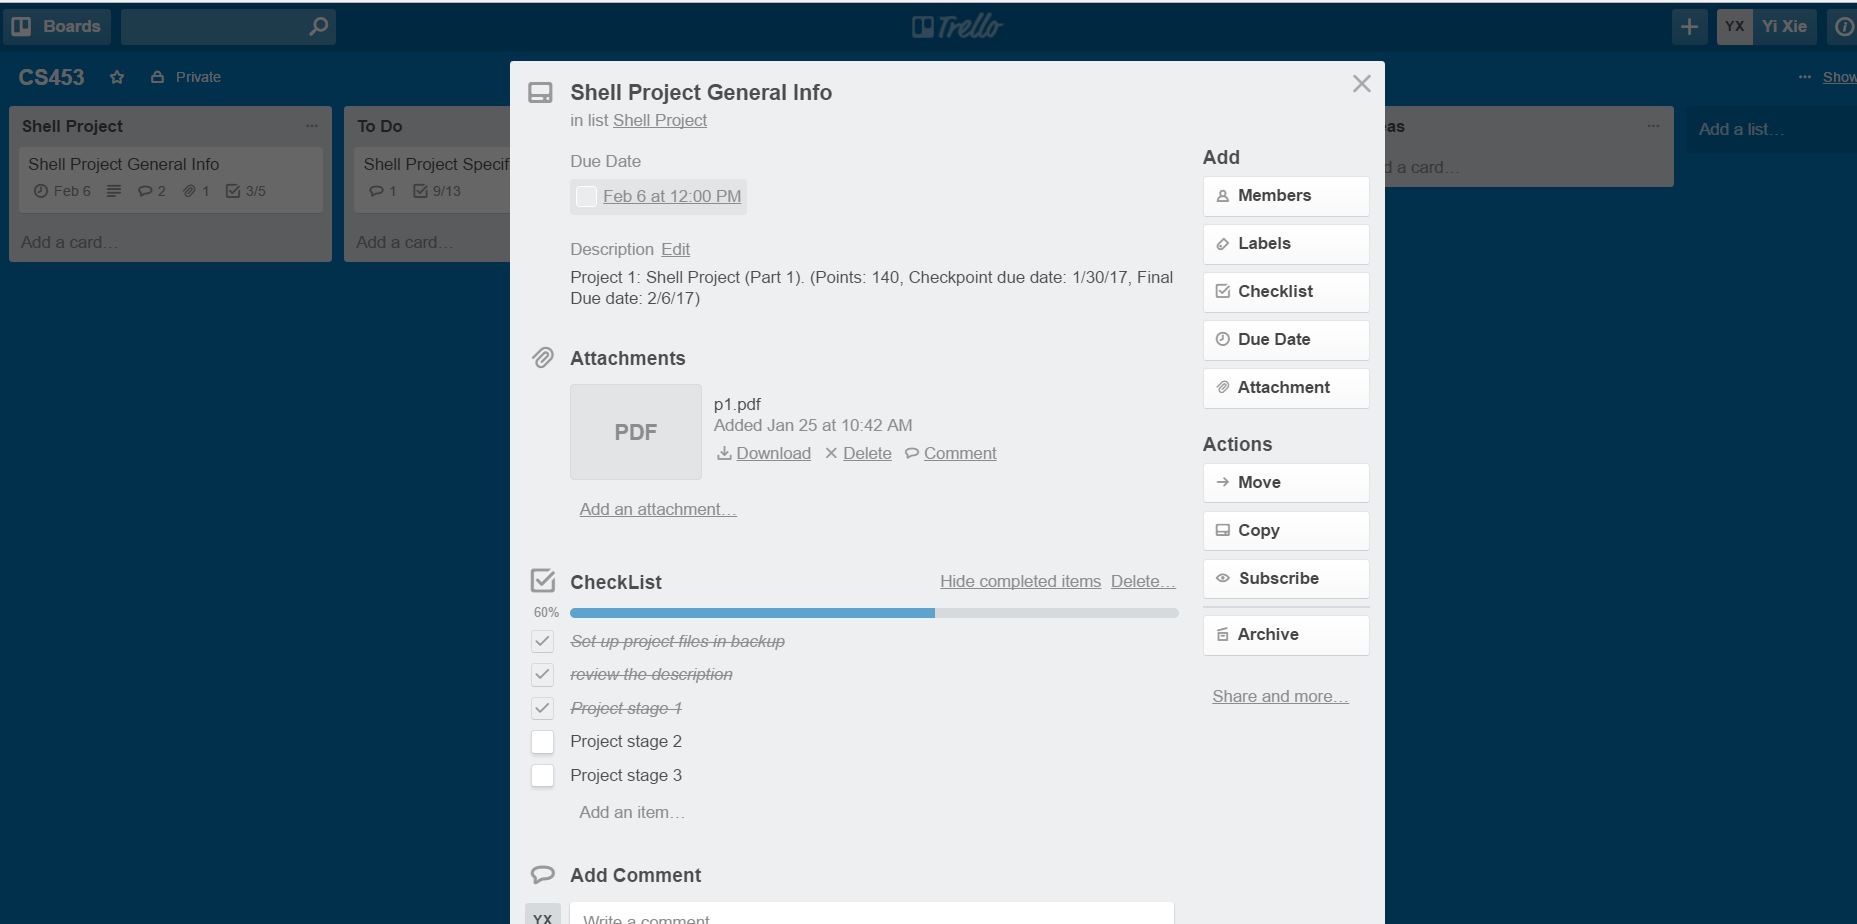 Boards
Trello
YX Yi Xie
CS453 Private
... Show
Shell Project ...
Shell Project General Info
Feb 6 2 1 3/5
Add a card…
To Do
Shell Project Specif
1 9/13
Add a card…
eas ...
d a card…
Add a list…
Shell Project General Info
in list Shell Project
Due Date
Feb 6 at 12:00 PM
Description Edit
Project 1: Shell Project (Part 1). (Points: 140, Checkpoint due date: 1/30/17, Final
Due date: 2/6/17)
Attachments
PDF
p1.pdf
Added Jan 25 at 10:42 AM
Download Delete Comment
Add an attachment…
CheckList Hide completed items Delete…
60%
Set up project files in backup
review the description
Project stage 1
Project stage 2
Project stage 3
Add an item…
Add Comment
YX Write a comment
Add
Members
Labels
Checklist
Due Date
Attachment
Actions
Move
Copy
Subscribe
Archive
Share and more…